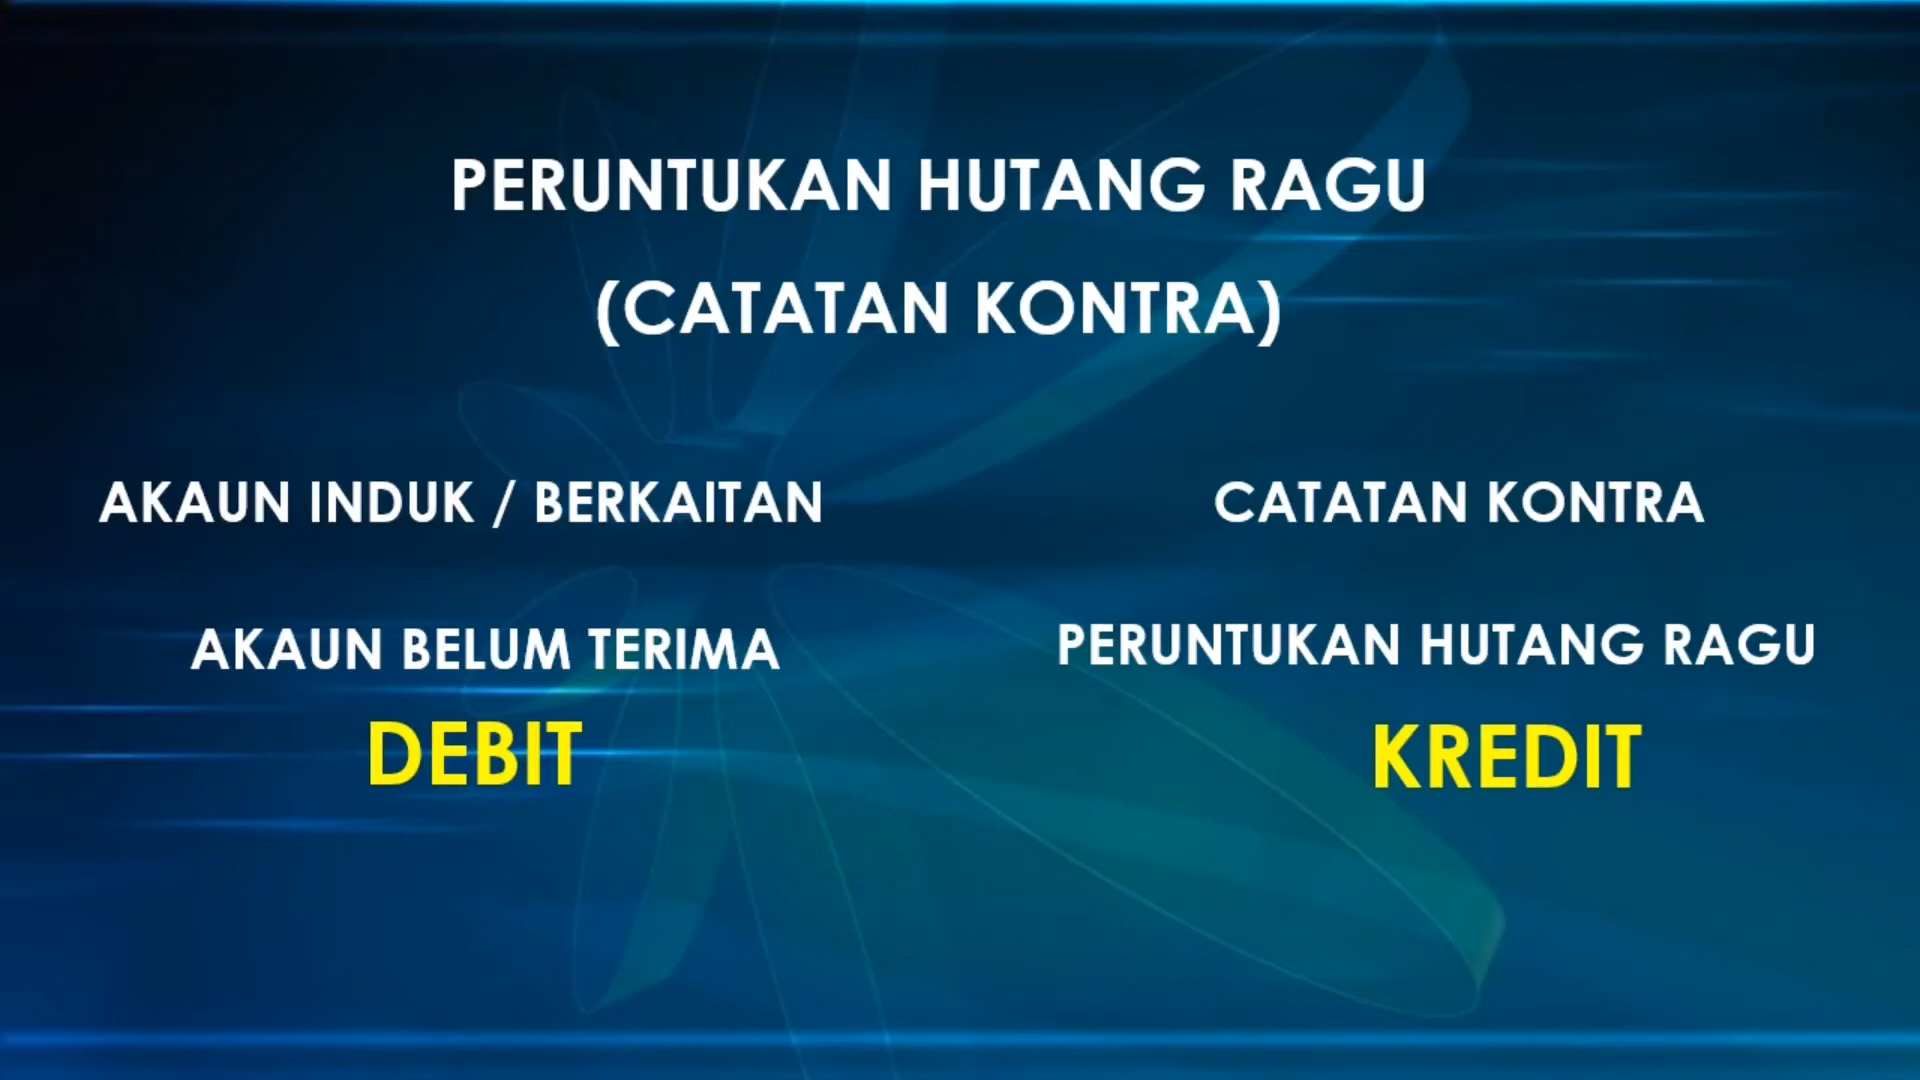 PERUNTUKAN HUTANG RAGU
(CATATAN KONTRA)
AKAUN INDUK / BERKAITAN
CATATAN KONTRA
AKAUN BELUM TERIMA
PERUNTUKAN HUTANG RAGU
DEBIT
KREDIT